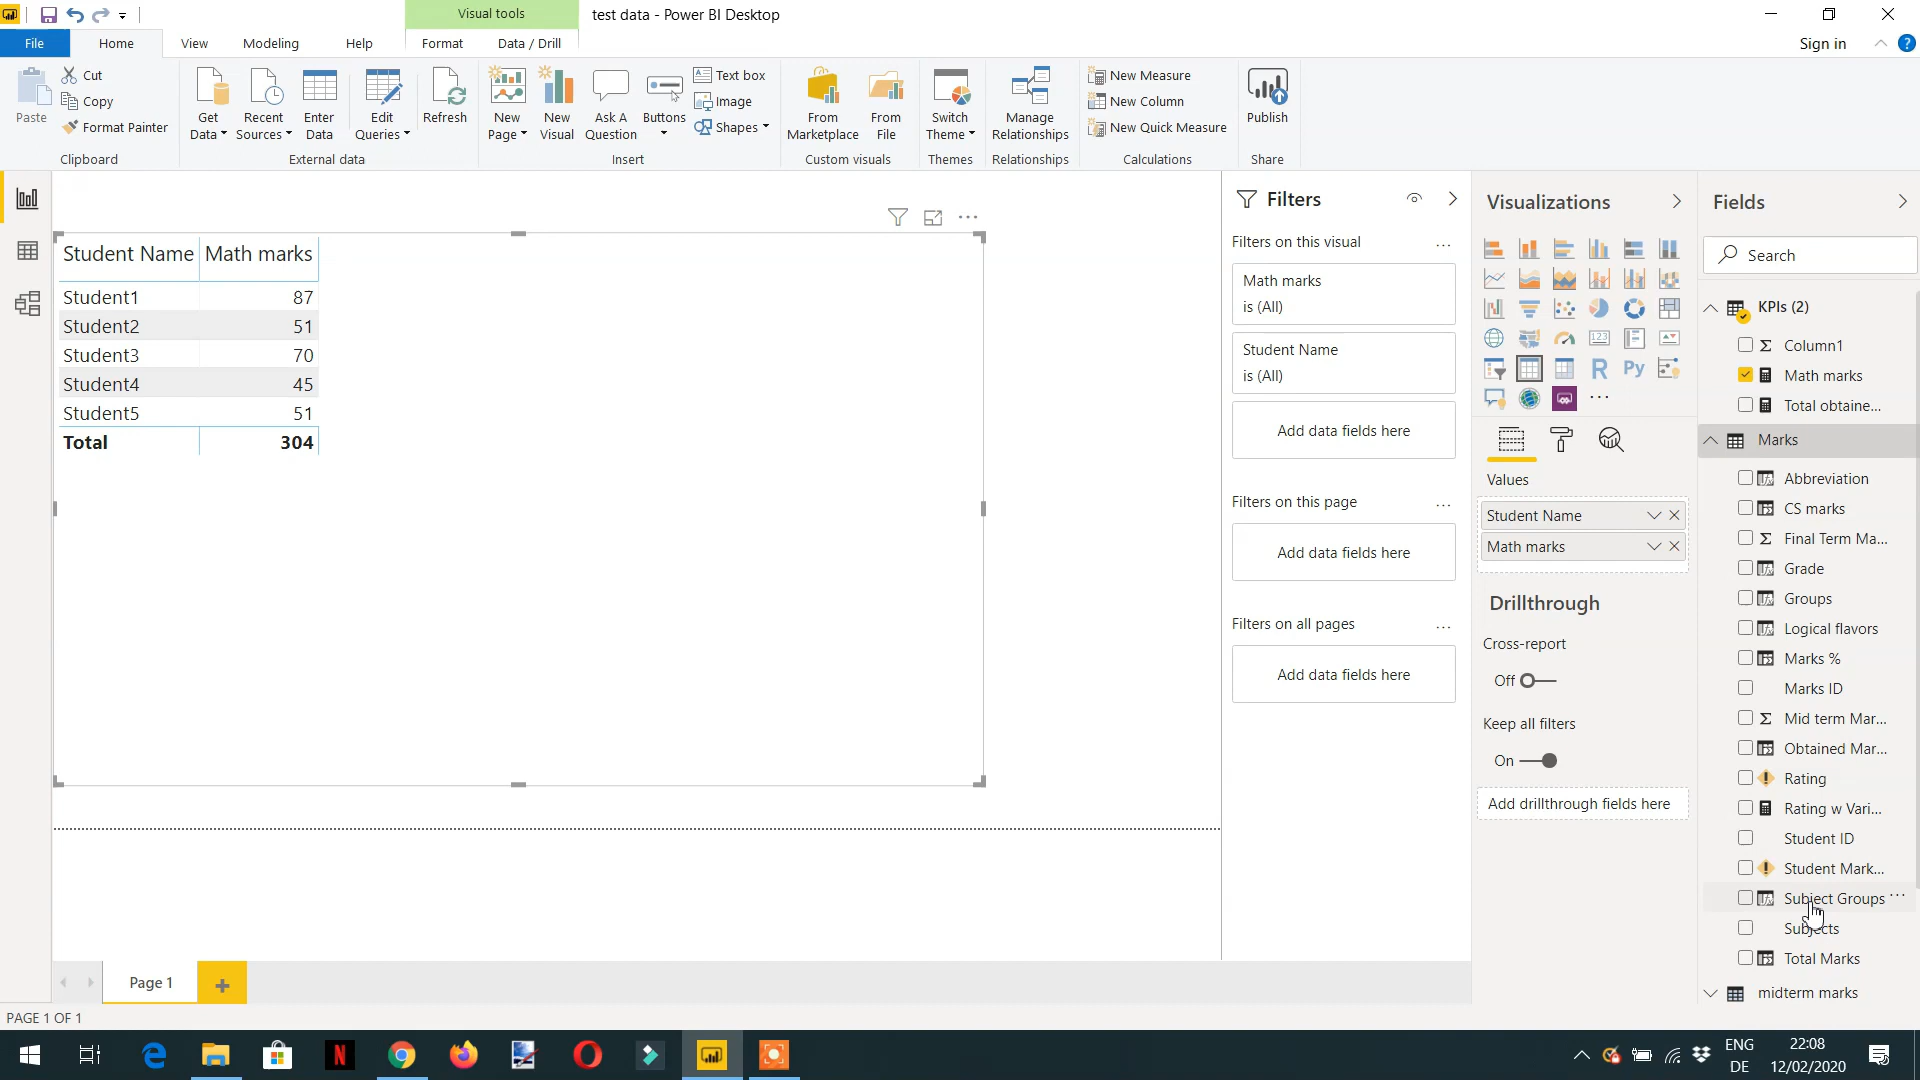 Visual tools
test data - Power BI Desktop
File Home View Modeling Help Format Data / Drill Sign in
Paste
Cut
Copy
Format Painter
Clipboard
Get Data
Recent Sources
Enter Data
Edit Queries
Refresh
External data
New Page
New Visual
Ask A Question
Buttons
Text box
Image
Shapes
Insert
From Marketplace
From File
Custom visuals
Switch Theme
Themes
Manage Relationships
Relationships
New Measure
New Column
New Quick Measure
Calculations
Publish
Share
Student Name Math marks
Student1 87
Student2 51
Student3 70
Student4 45
Student5 51
Total 304
Filters
Filters on this visual ...
Math marks
is (All)
Student Name
is (All)
Add data fields here
Filters on this page ...
Add data fields here
Filters on all pages ...
Add data fields here
Visualizations
123
R Py
Values
Student Name
Math marks
Drillthrough
Cross-report
Off
Keep all filters
On
Add drillthrough fields here
Fields
Search
KPIs (2)
Column1
Math marks
Total obtaine...
Marks
Abbreviation
CS marks
Final Term Ma...
Grade
Groups
Logical flavors
Marks %
Marks ID
Mid term Mar...
Obtained Mar...
Rating
Rating w Vari...
Student ID
Student Mark...
Subject Groups
Subjects
Total Marks
midterm marks
Page 1
PAGE 1 OF 1
ENG
DE
22:08
12/02/2020